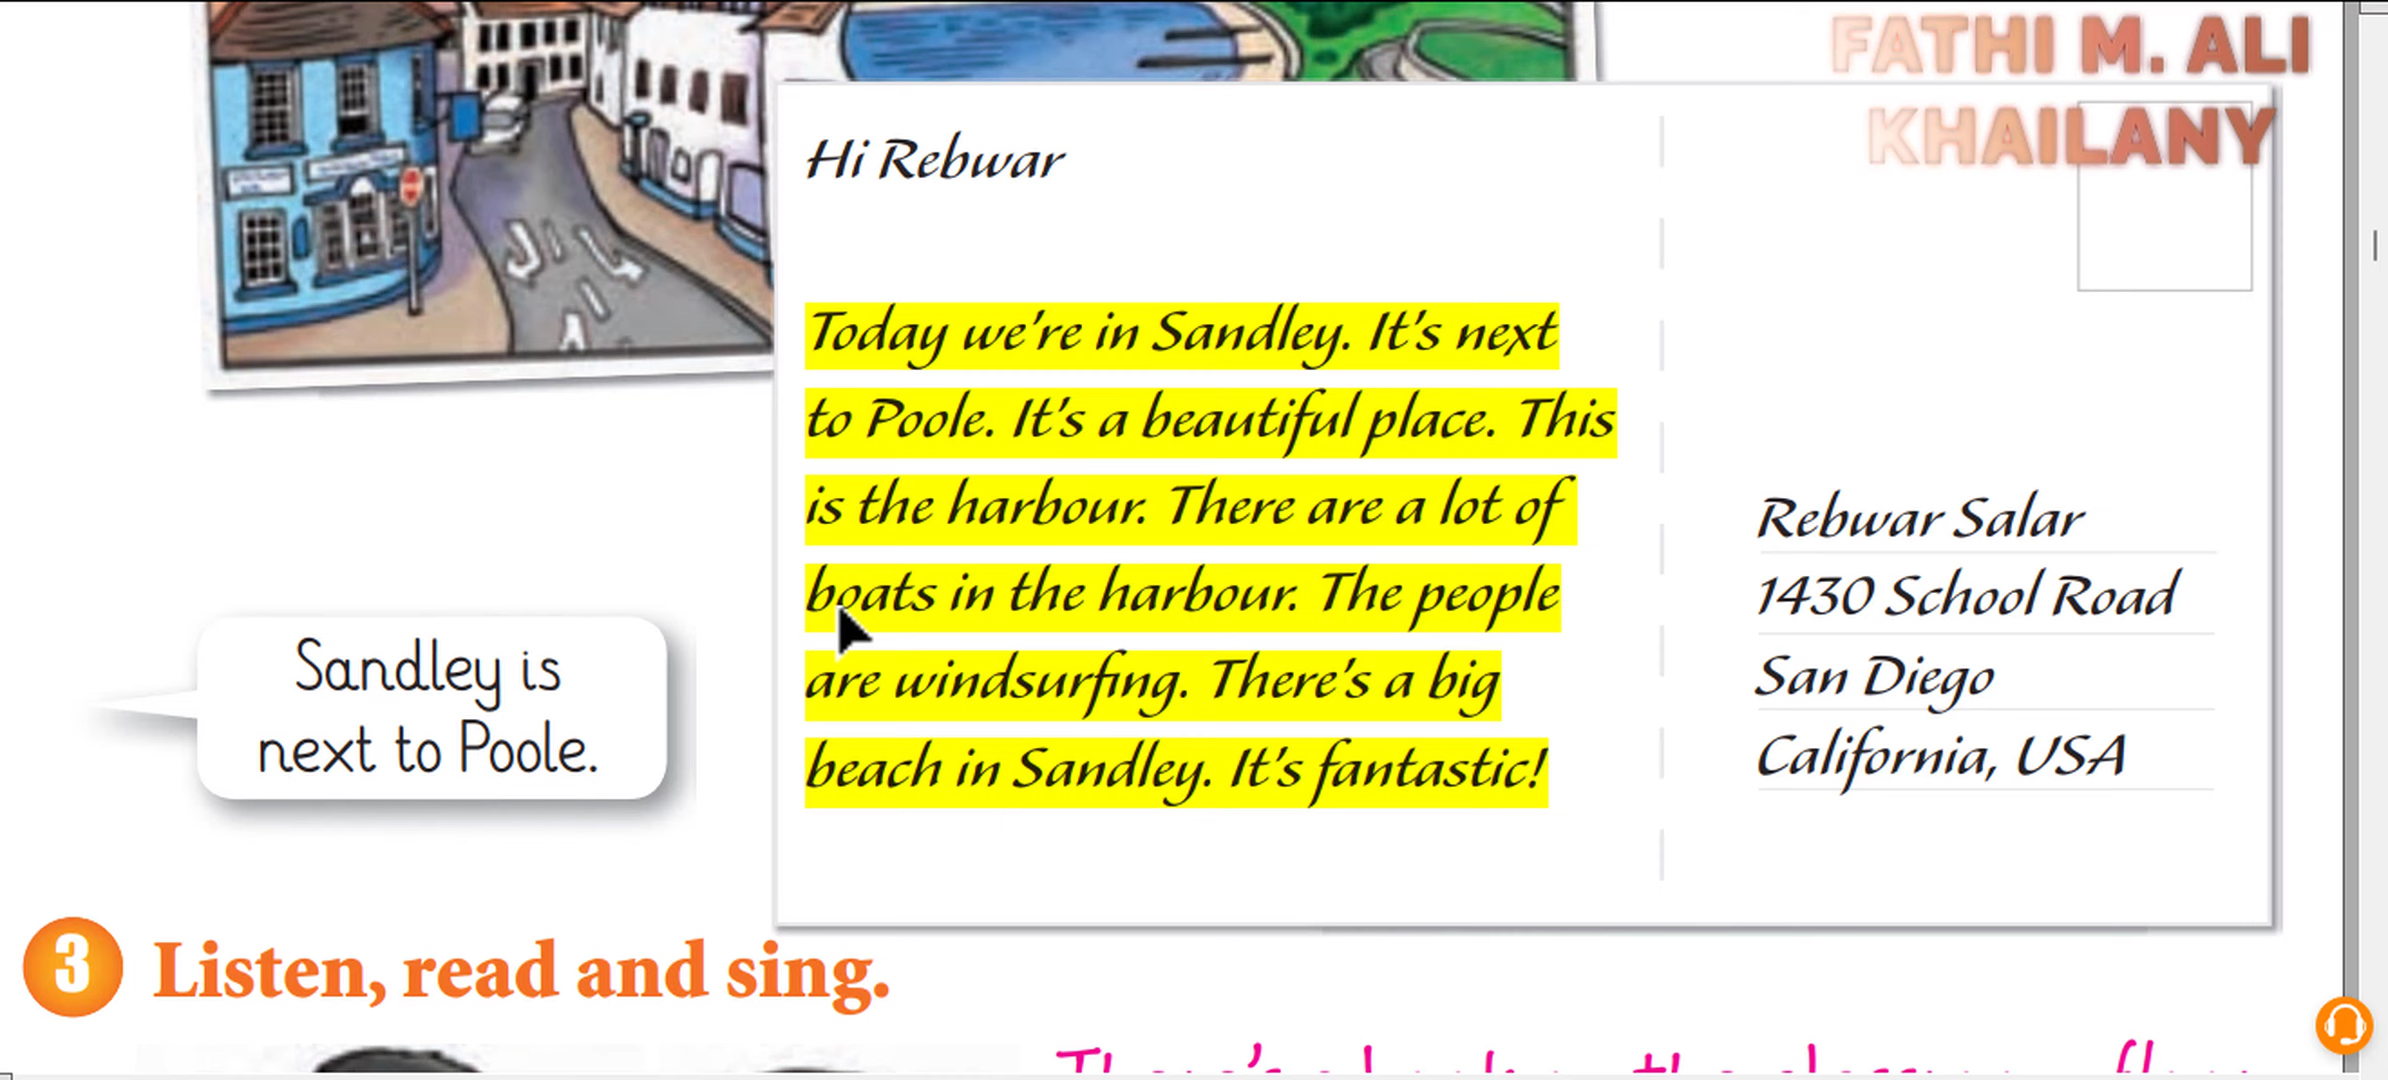 FATHI M. ALI
KHAILANY
Hi Rebwar
Today we're in Sandley. It's next
to Poole. It's a beautiful place. This
is the harbour. There are a lot of
boats in the harbour. The people
are windsurfing. There's a big
beach in Sandley. It's fantastic!
Rebwar Salar
1430 School Road
San Diego
California, USA
Sandley is
next to Poole.
3 Listen, read and sing.